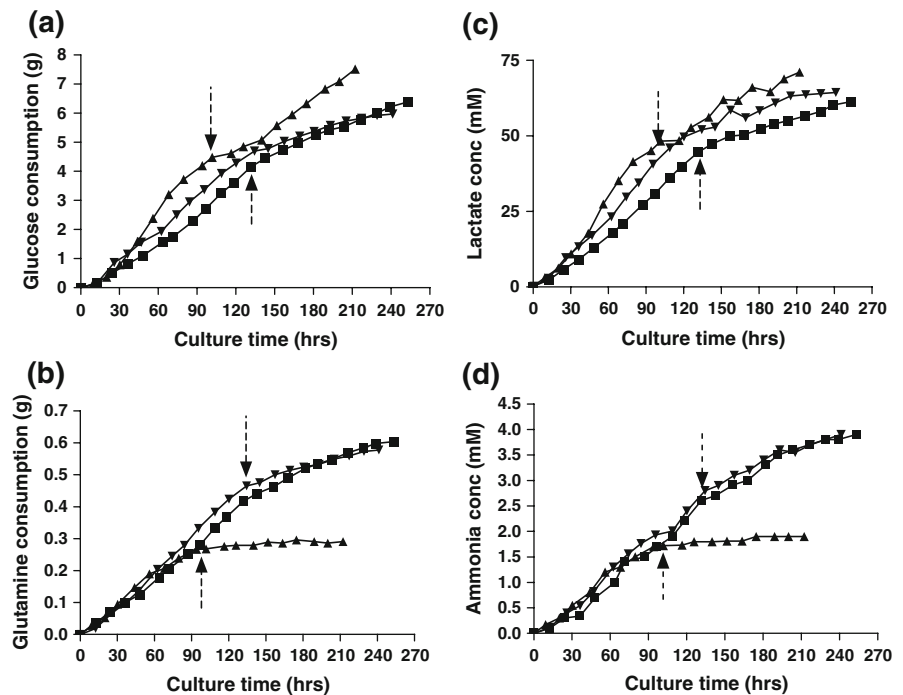 (a)
Glucose consumption (g)
8
7
6
5
4
3
2
1
0
0 30 60 90 120 150 180 210 240 270
Culture time (hrs)
(c)
Lactate conc (mM)
75
50
25
0
0 30 60 90 120 150 180 210 240 270
Culture time (hrs)
(b)
Glutamine consumption (g)
0.7
0.6
0.5
0.4
0.3
0.2
0.1
0.0
0 30 60 90 120 150 180 210 240 270
Culture time (hrs)
(d)
Ammonia conc (mM)
4.5
4.0
3.5
3.0
2.5
2.0
1.5
1.0
0.5
0.0
0 30 60 90 120 150 180 210 240 270
Culture time (hrs)